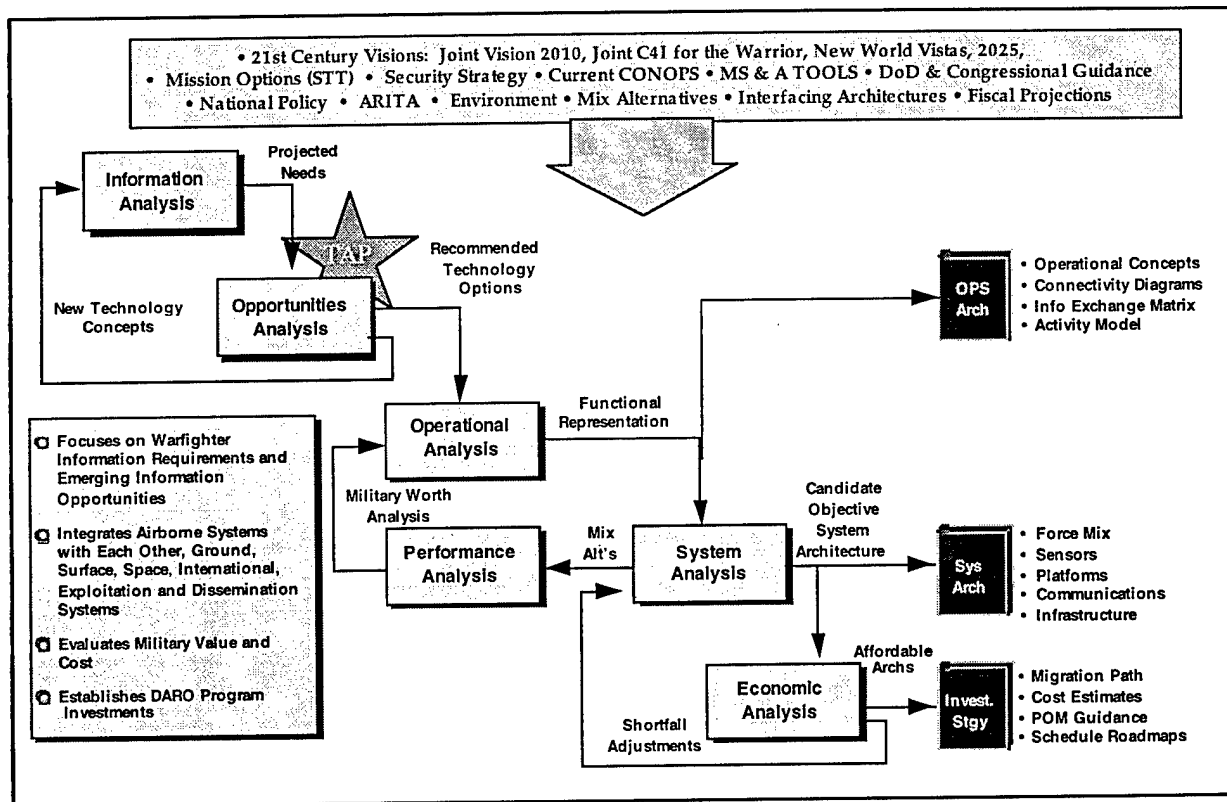 • 21st Century Visions: Joint Vision 2010, Joint C4I for the Warrior, New World Vistas, 2025,
• Mission Options (STT) • Security Strategy • Current CONOPS • MS & A TOOLS • DoD & Congressional Guidance
• National Policy • ARITA • Environment • Mix Alternatives • Interfacing Architectures • Fiscal Projections
Projected
Needs
Information
Analysis
TAP
Recommended
Technology
Options
Opportunities
Analysis
New Technology
Concepts
OPS
Arch
• Operational Concepts
• Connectivity Diagrams
• Info Exchange Matrix
• Activity Model
Operational
Analysis
Functional
Representation
Focuses on Warfighter
Information Requirements and
Emerging Information
Opportunities
Integrates Airborne Systems
with Each Other, Ground,
Surface, Space, International,
Exploitation and Dissemination
Systems
Evaluates Military Value and
Cost
Establishes DARO Program
Investments
Military Worth
Analysis
Performance
Analysis
Mix
Alt's
System
Analysis
Candidate
Objective
System
Architecture
Sys
Arch
• Force Mix
• Sensors
• Platforms
• Communications
• Infrastructure
Economic
Analysis
Affordable
Archs
Shortfall
Adjustments
Invest.
Stgy
• Migration Path
• Cost Estimates
• POM Guidance
• Schedule Roadmaps